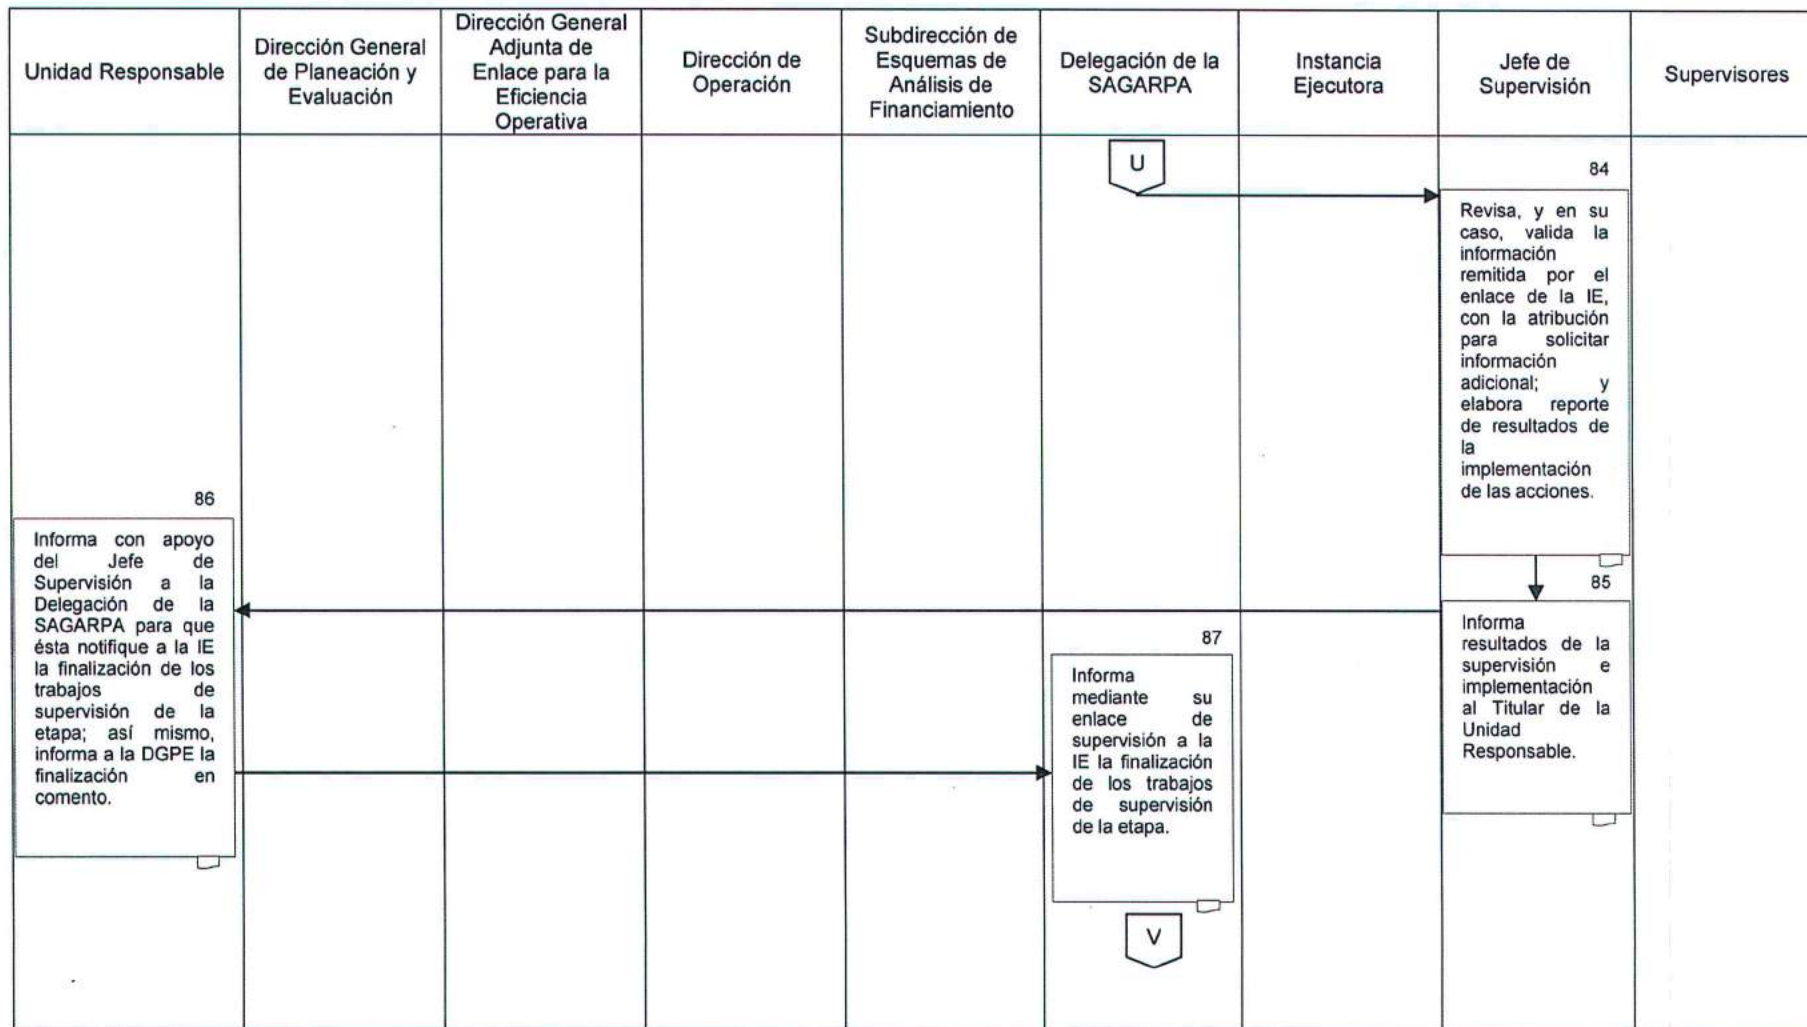 Unidad Responsable
Dirección General
de Planeación y
Evaluación
Dirección General
Adjunta de
Enlace para la
Eficiencia
Operativa
Dirección de
Operación
Subdirección de
Esquemas de
Análisis de
Financiamiento
Delegación de la
SAGARPA
Instancia
Ejecutora
Jefe de
Supervisión
Supervisores
U
84
Revisa, y en su
caso, valida la
información
remitida por el
enlace de la IE,
con la atribución
para solicitar
información
adicional; y
elabora reporte
de resultados de
la
implementación
de las acciones.
85
Informa
resultados de la
supervisión e
implementación
al Titular de la
Unidad
Responsable.
86
Informa con apoyo
del Jefe de
Supervisión a la
Delegación de la
SAGARPA para que
ésta notifique a la IE
la finalización de los
trabajos de
supervisión de la
etapa; así mismo,
informa a la DGPE la
finalización en
comento.
87
Informa
mediante su
enlace de
supervisión a la
IE la finalización
de los trabajos
de supervisión
de la etapa.
V